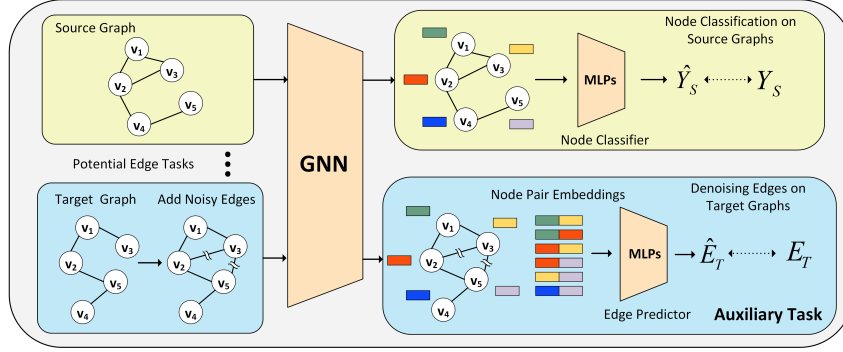 Source Graph
v1
v3
v2
v5
v4
Potential Edge Tasks
Target Graph
Add Noisy Edges
v1
v3
v2
v5
v4
v1
v3
v2
v5
v4
GNN
Node Classification on
Source Graphs
v1
v3
v2
v5
v4
MLPs
Ŷ_S
Y_S
Node Classifier
Node Pair Embeddings
Denoising Edges on
Target Graphs
v1
v3
v2
v5
v4
MLPs
Ê_T
E_T
Edge Predictor
Auxiliary Task